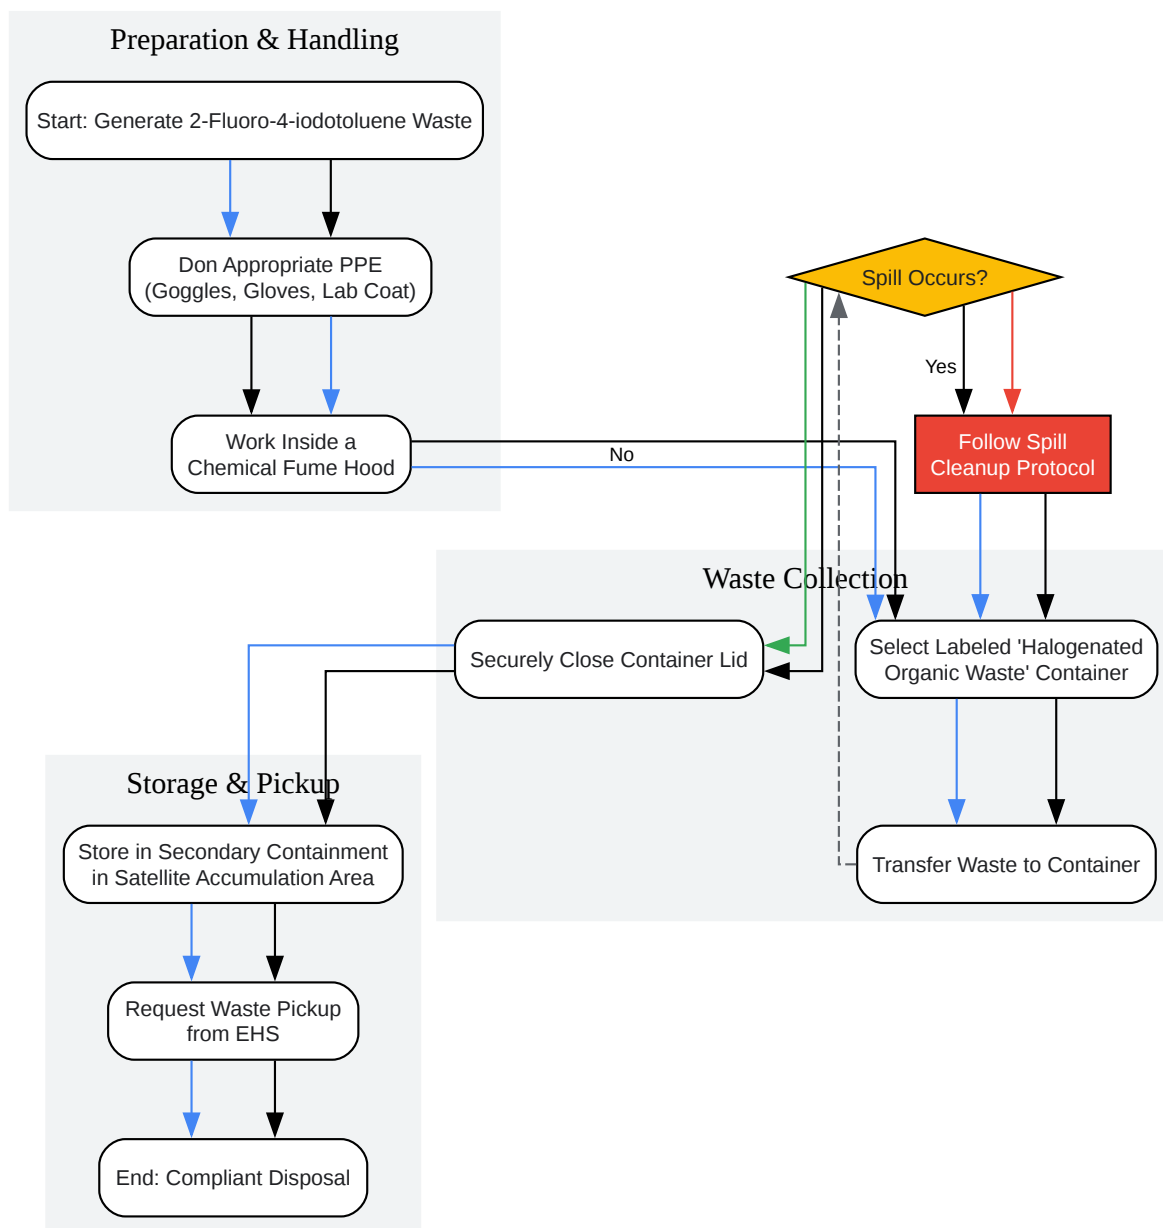 Preparation & Handling
Start: Generate 2-Fluoro-4-iodotoluene Waste
Don Appropriate PPE
(Goggles, Gloves, Lab Coat)
Spill Occurs?
Yes
Work Inside a
Chemical Fume Hood
No
Follow Spill
Cleanup Protocol
Waste Collection
Securely Close Container Lid
Select Labeled 'Halogenated
Organic Waste' Container
Storage & Pickup
Store in Secondary Containment
in Satellite Accumulation Area
Transfer Waste to Container
Request Waste Pickup
from EHS
End: Compliant Disposal